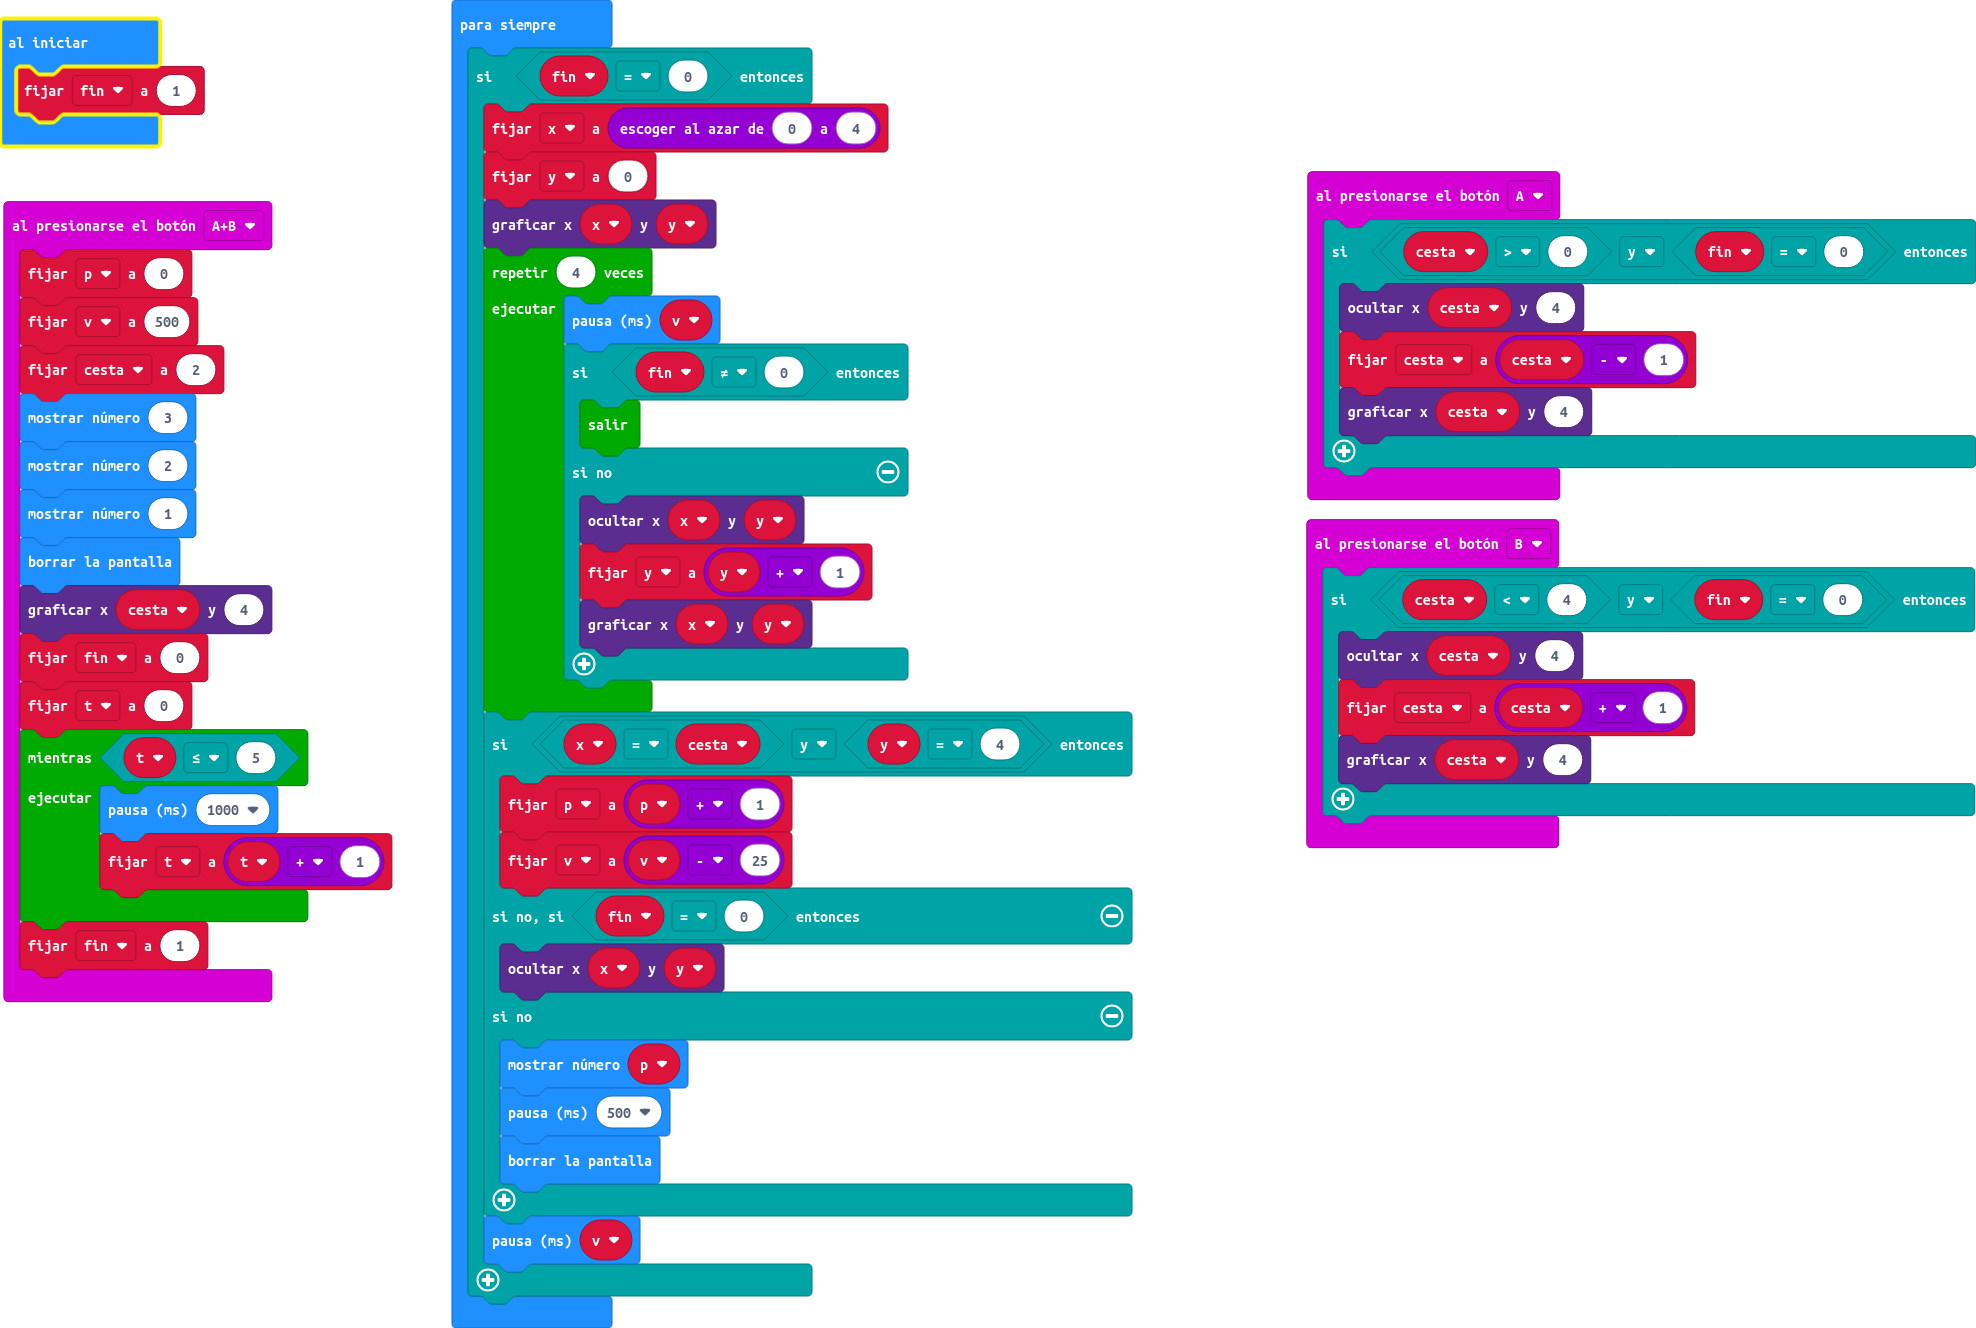 al iniciar
fijar fin a 1
al presionarse el botón A+B
fijar p a 0
fijar v a 500
fijar cesta a 2
mostrar número 3
mostrar número 2
mostrar número 1
borrar la pantalla
graficar x cesta y 4
fijar fin a 0
fijar t a 0
mientras t ≤ 5
ejecutar
pausa (ms) 1000
fijar t a t + 1
fijar fin a 1
para siempre
si fin = 0 entonces
fijar x a escoger al azar de 0 a 4
fijar y a 0
graficar x x y y
repetir 4 veces
ejecutar
pausa (ms) v
si fin ≠ 0 entonces
salir
si no
ocultar x x y y
fijar y a y + 1
graficar x x y y
si x = cesta y y = 4 entonces
fijar p a p + 1
fijar v a v - 25
si no, si fin = 0 entonces
ocultar x x y y
si no
mostrar número p
pausa (ms) 500
borrar la pantalla
pausa (ms) v
al presionarse el botón A
si cesta > 0 y fin = 0 entonces
ocultar x cesta y 4
fijar cesta a cesta - 1
graficar x cesta y 4
al presionarse el botón B
si cesta < 4 y fin = 0 entonces
ocultar x cesta y 4
fijar cesta a cesta + 1
graficar x cesta y 4